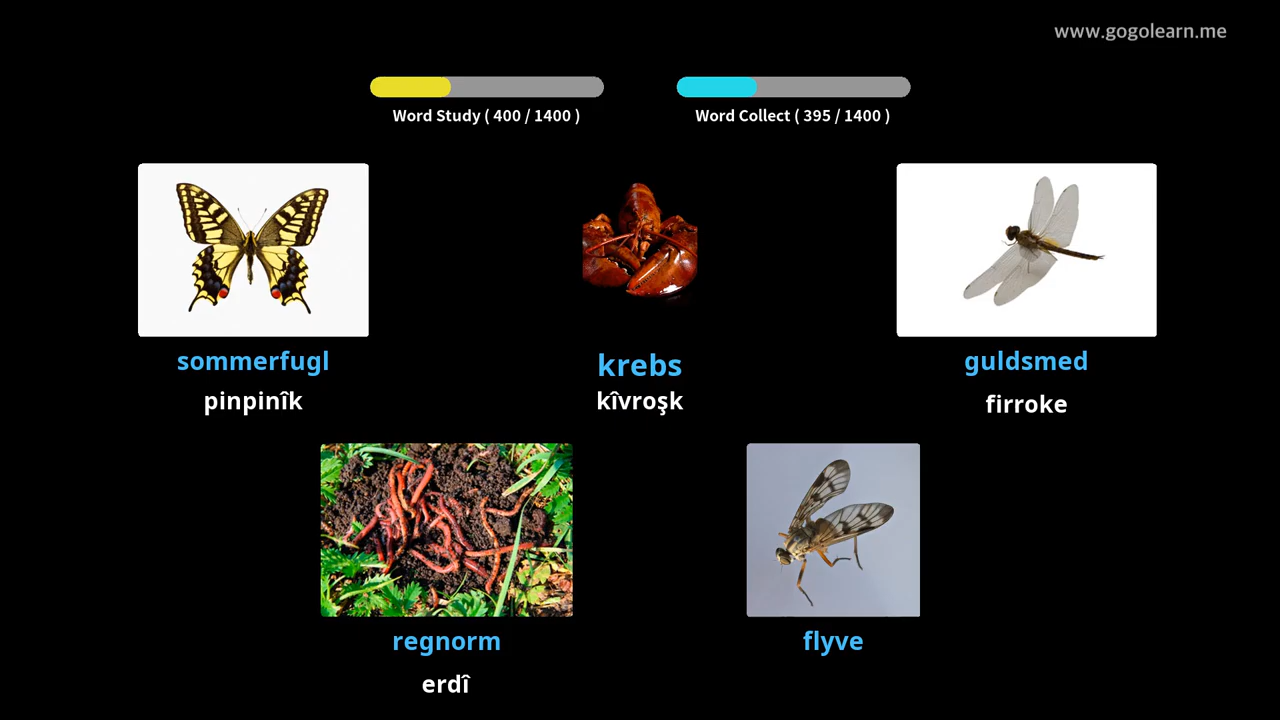 www.gogolearn.me
Word Study ( 400 / 1400 )
Word Collect ( 395 / 1400 )
sommerfugl
pinpinîk
krebs
kîvroşk
guldsmed
firroke
regnorm
erdî
flyve